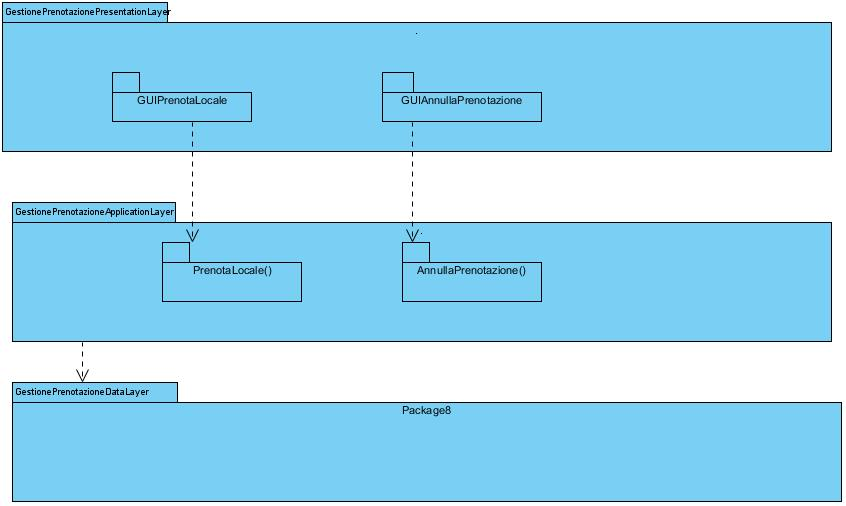 GestionePrenotazionePresentationLayer
.
GUIPrenotaLocale
GUIAnnullaPrenotazione
GestionePrenotazioneApplicationLayer
.
PrenotaLocale()
AnnullaPrenotazione()
GestionePrenotazioneDataLayer
Package8